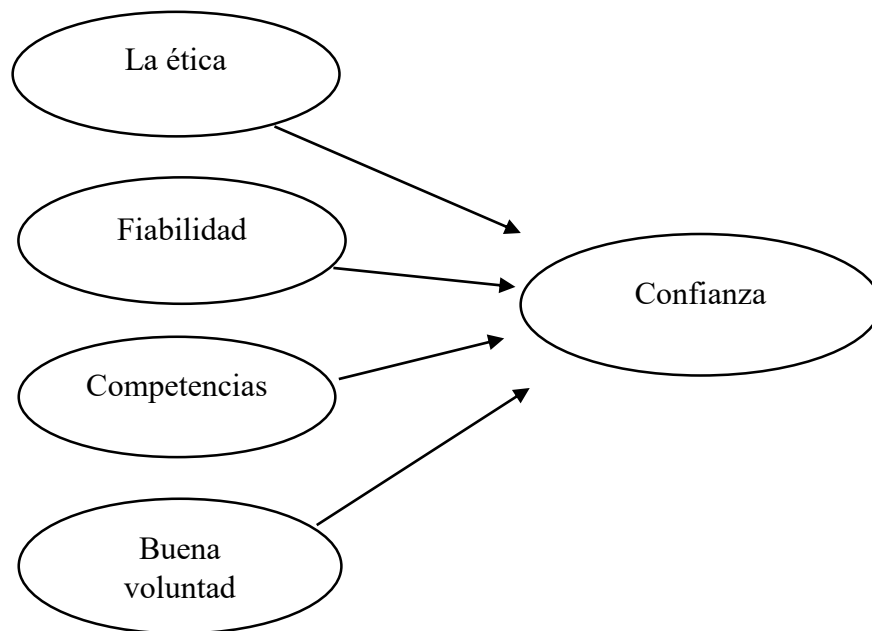 La ética
Fiabilidad
Confianza
Competencias
Buena
voluntad